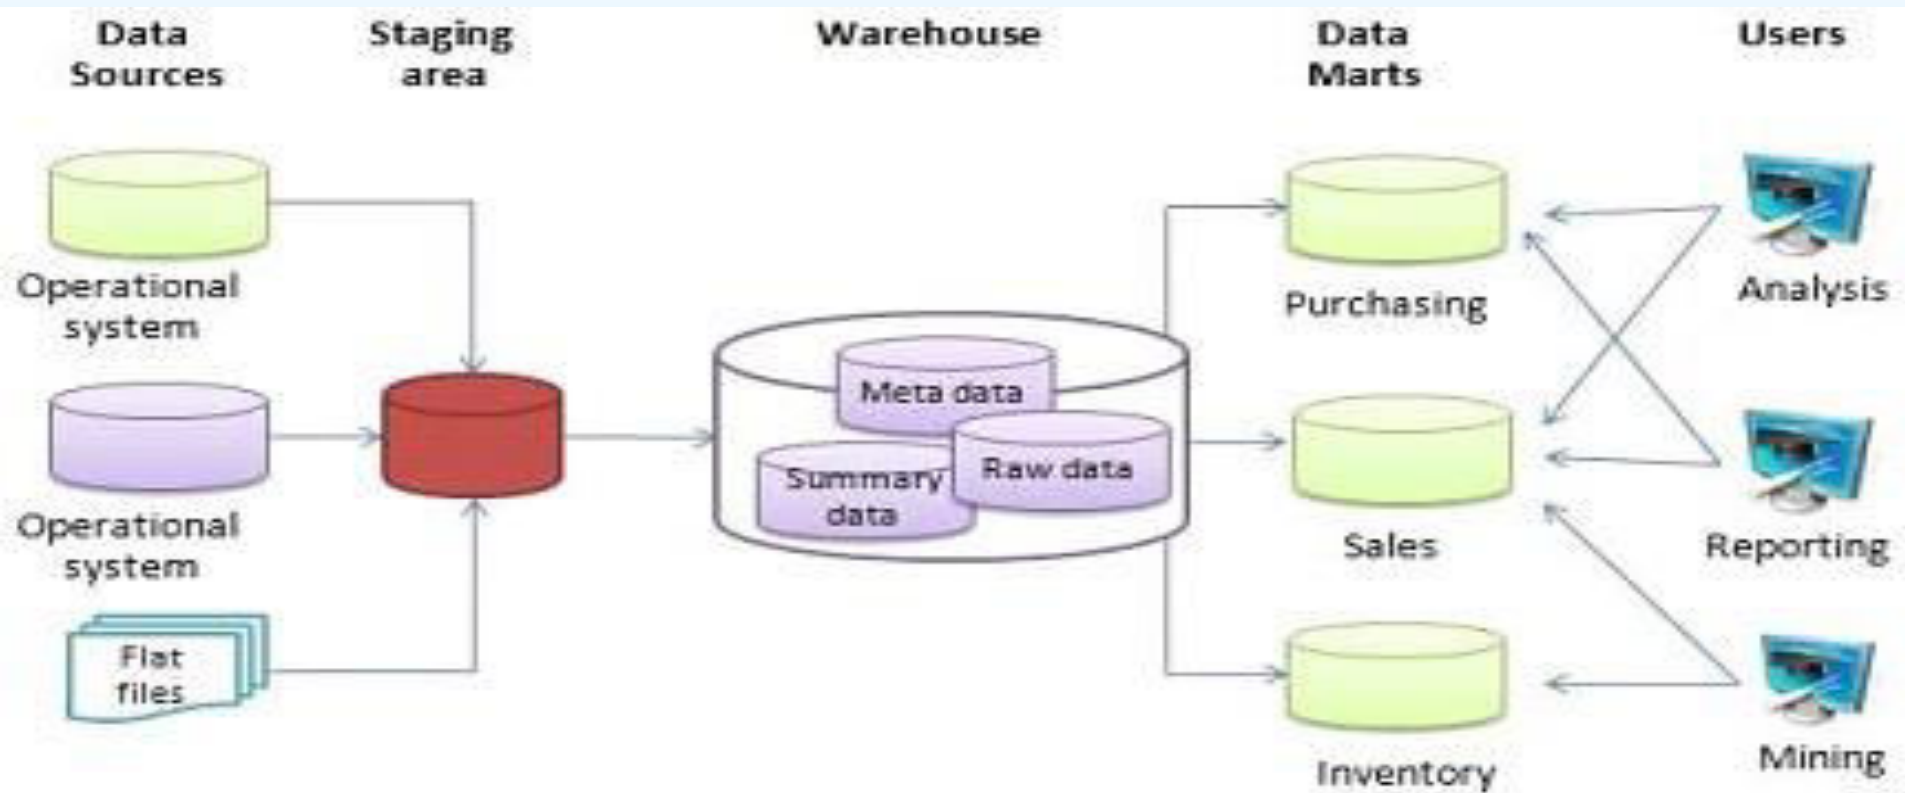 Data
Sources
Staging
area
Warehouse
Data
Marts
Users
Operational
system
Operational
system
Flat
files
Meta data
Summary
data
Raw data
Purchasing
Sales
Inventory
Analysis
Reporting
Mining